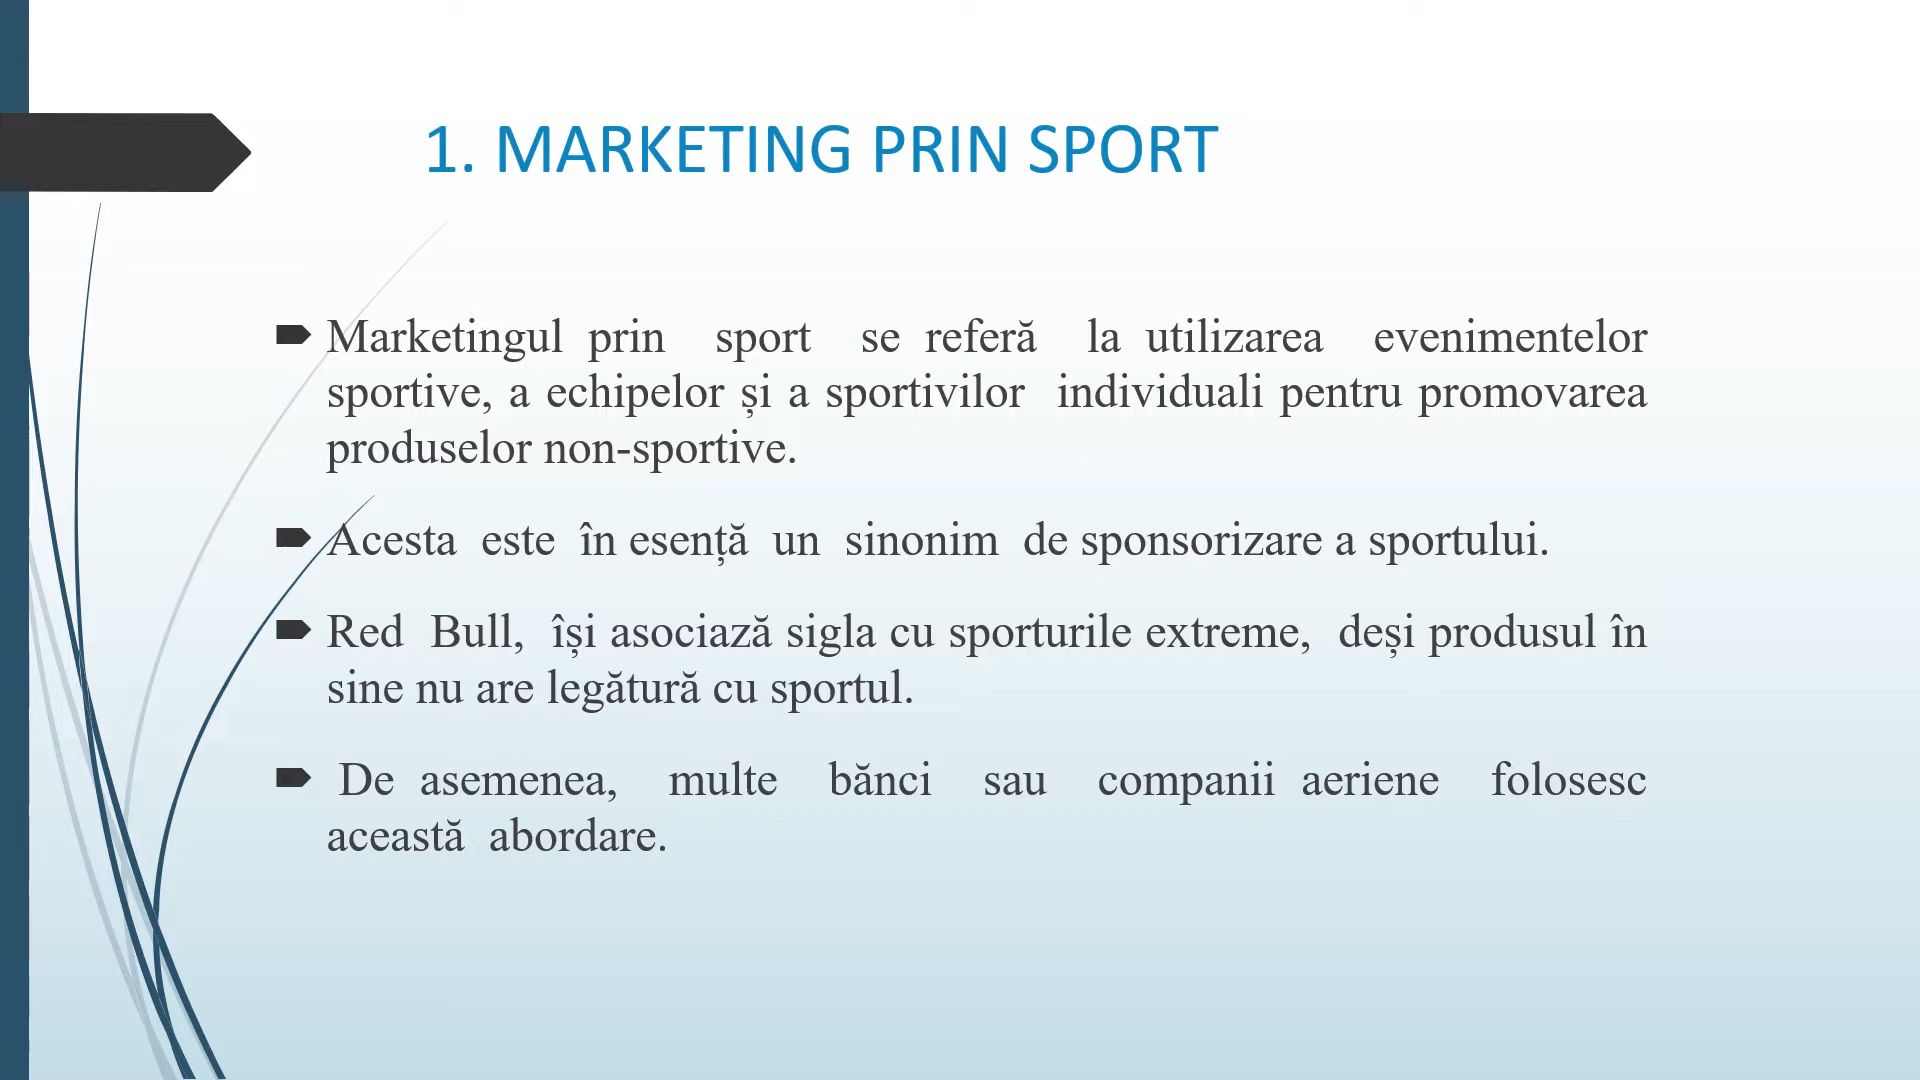 1. MARKETING PRIN SPORT
Marketingul prin sport se referă la utilizarea evenimentelor
sportive, a echipelor și a sportivilor individuali pentru promovarea
produselor non-sportive.
Acesta este în esență un sinonim de sponsorizare a sportului.
Red Bull, își asociază sigla cu sporturile extreme, deși produsul în
sine nu are legătură cu sportul.
De asemenea, multe bănci sau companii aeriene folosesc
această abordare.